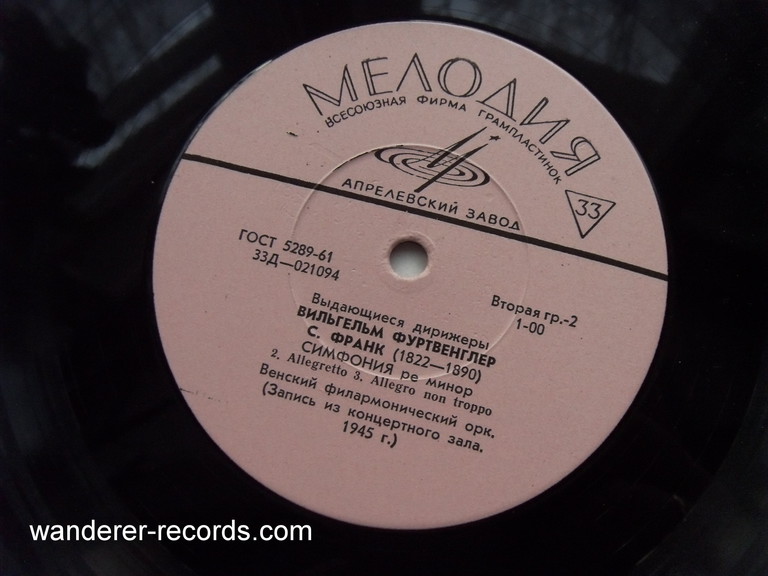 МЕЛОДИЯ
ВСЕСОЮЗНАЯ ФИРМА ГРАМПЛАСТИНОК
33
АПРЕЛЕВСКИЙ ЗАВОД
ГОСТ 5289-61
33Д—021094
Вторая гр.-2
1-00
Выдающиеся дирижеры
ВИЛЬГЕЛЬМ ФУРТВЕНГЛЕР
С. ФРАНК (1822—1890)
СИМФОНИЯ ре минор
2. Allegretto 3. Allegro non troppo
Венский филармонический орк.
(Запись из концертного зала.
1945 г.)
wanderer-records.com